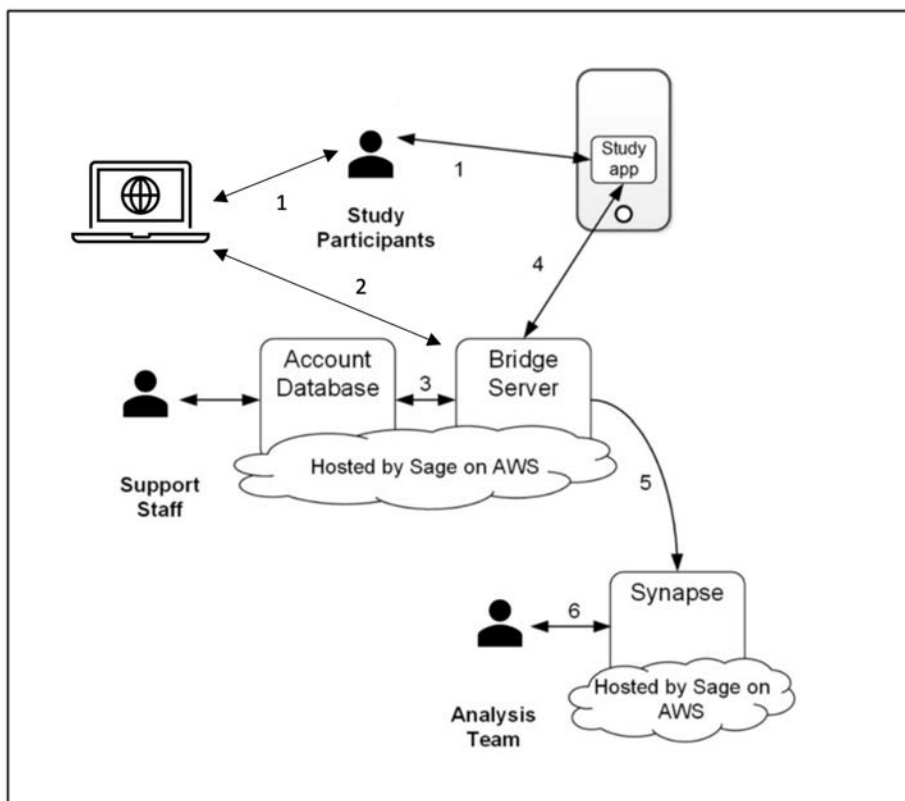 Study
app
1
1
Study
Participants
4
2
Account
Database
3
Bridge
Server
Hosted by Sage on AWS
Support
Staff
5
Synapse
6
Hosted by Sage on
AWS
Analysis
Team